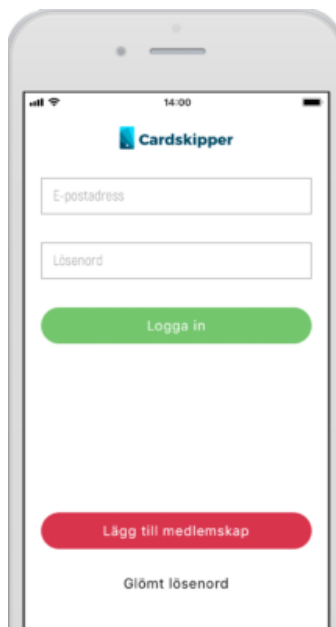 14:00
Cardskipper
E-postadress
Lösenord
Logga in
Lägg till medlemskap
Glömt lösenord